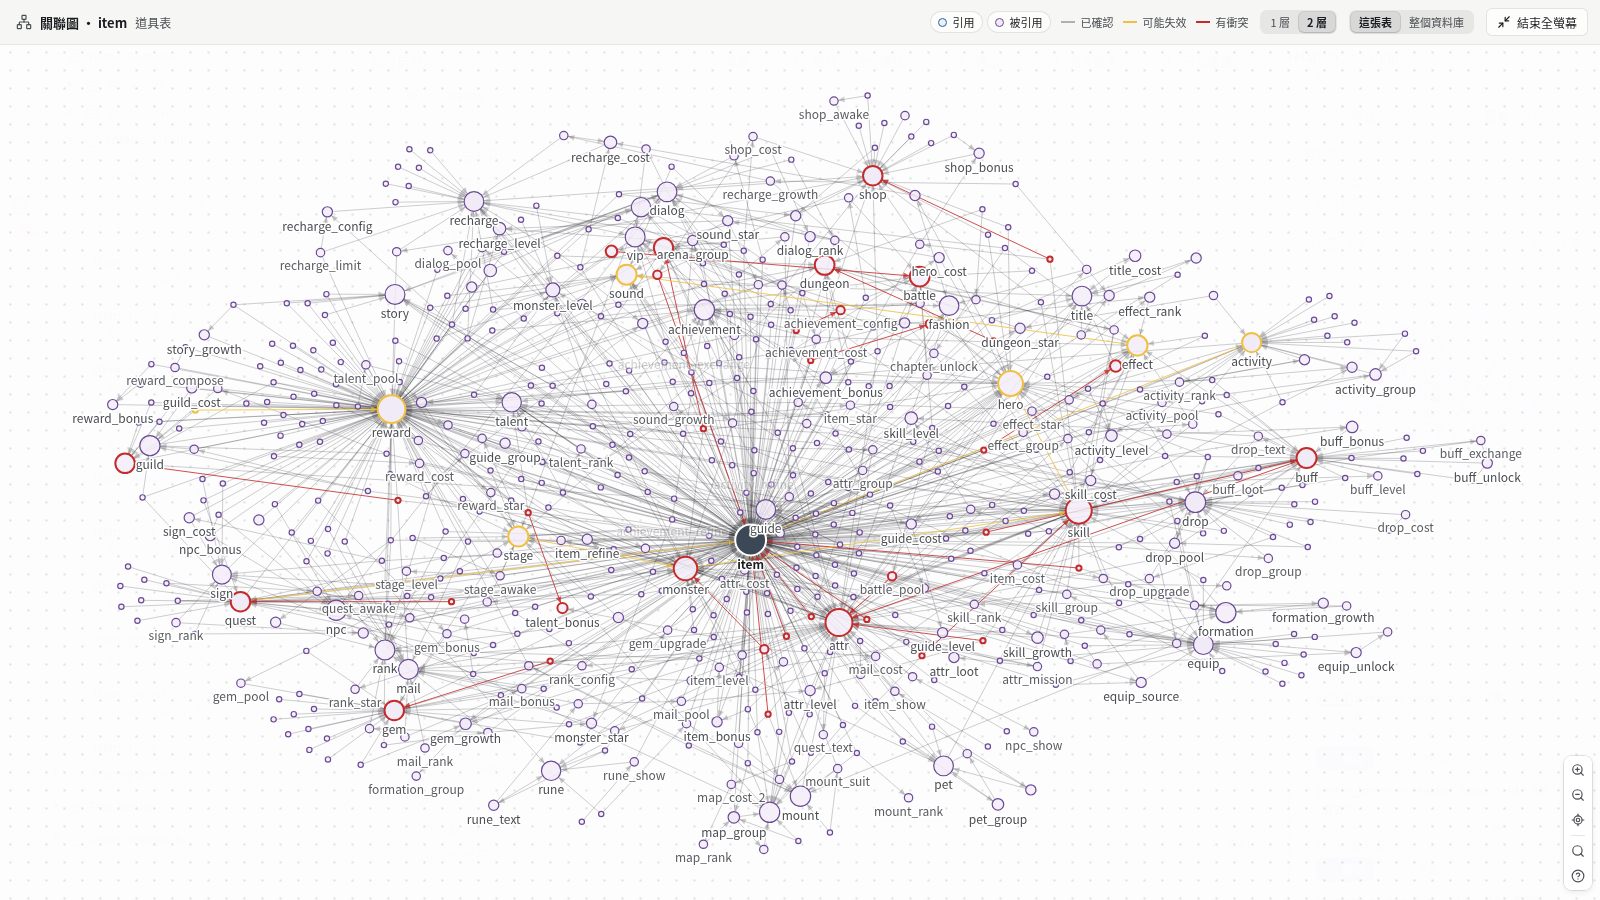 關聯圖 • item 道具表
引用
被引用
已確認
可能失效
有衝突
1 層
2 層
這張表
整個資料庫
結束全螢幕
shop_awake
recharge_cost
shop_cost
shop_bonus
recharge_growth
shop
recharge_config
recharge
dialog
sound_star
recharge_level
dialog_pool
vip
arena_group
dialog_rank
recharge_limit
dungeon
hero_cost
title_cost
sound
monster_level
battle
story
achievement
achievement_config
fashion
title
effect_rank
dungeon_star
story_growth
achievement_cost
chapter_unlock
effect
activity
talent_pool
reward_compose
achievement_bonus
activity_group
guild_cost
activity_rank
hero
reward_bonus
sound_growth
item_star
activity_pool
talent
effect_star
reward
skill_level
effect_group
activity_level
buff_bonus
drop_text
buff_exchange
guild
guide_group
talent_rank
reward_cost
attr_group
buff
buff_level
buff_unlock
buff_loot
skill_cost
reward_star
sign_cost
guide
drop
drop_cost
skill
guide_cost
npc_bonus
stage
item_refine
item
drop_pool
drop_group
stage_level
stage_awake
monster
attr_cost
battle_pool
item_cost
drop_upgrade
sign
quest
quest_awake
skill_group
skill_rank
formation_growth
sign_rank
npc
talent_bonus
formation
gem_bonus
gem_upgrade
attr
guide_level
skill_growth
equip
equip_unlock
rank
mail
rank_config
item_level
mail_cost
attr_loot
attr_mission
gem_pool
rank_star
mail_bonus
mail_pool
attr_level
item_show
equip_source
gem
gem_growth
monster_star
item_bonus
quest_text
npc_show
mail_rank
rune_show
mount_suit
formation_group
rune
map_cost_2
pet
mount
mount_rank
rune_text
map_group
pet_group
map_rank